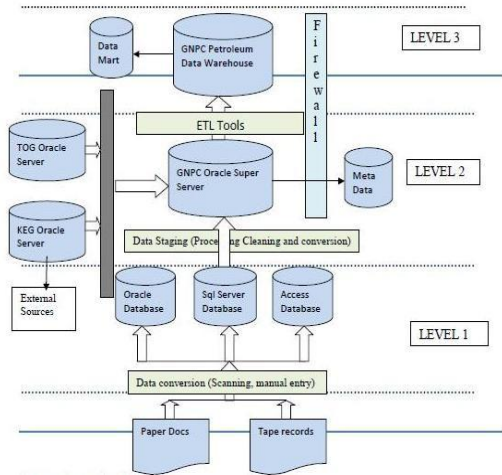 Data
Mart
GNPC Petroleum
Data Warehouse
Firewall
LEVEL 3
ETL Tools
TOG Oracle
Server
GNPC Oracle Super
Server
Meta
Data
LEVEL 2
KEG Oracle
Server
Data Staging (Processing Cleaning and conversion)
External
Sources
Oracle
Database
Sql Server
Database
Access
Database
LEVEL 1
Data conversion (Scanning, manual entry)
Paper Docs
Tape records